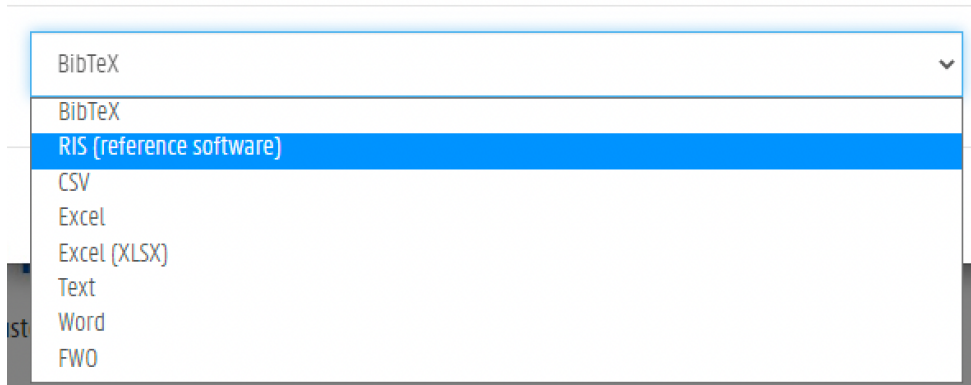 BibTeX
BibTeX
RIS (reference software)
CSV
Excel
Excel (XLSX)
Text
Word
FWO